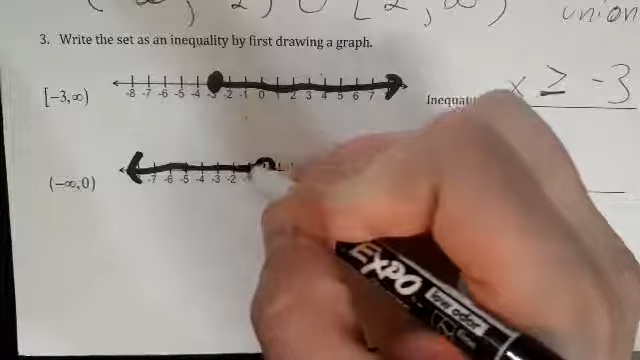 (∞, 2) ∪ [2, ∞) union
3. Write the set as an inequality by first drawing a graph.
[-3,∞) -8 -7 -6 -5 -4 -3 -2 -1 0 1 2 3 4 5 6 7 x ≥ -3
(-∞,0) -7 -6 -5 -4 -3 -2
EXPO
low odor